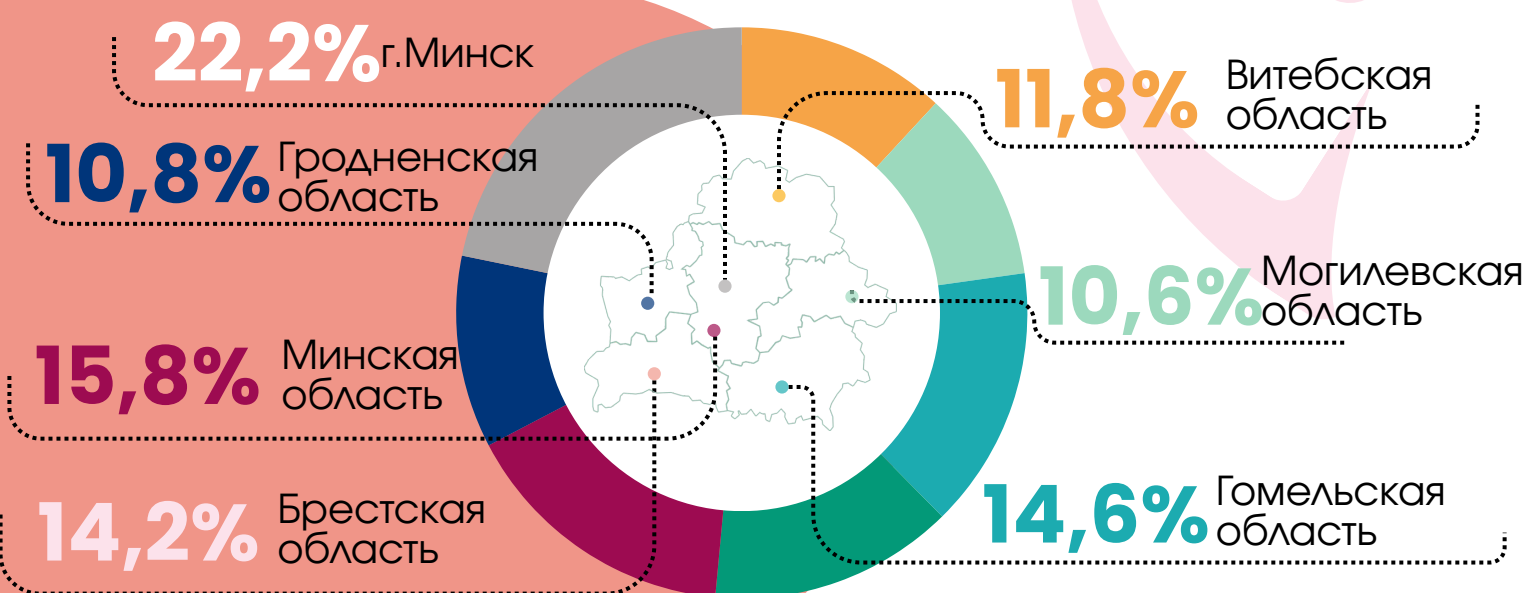 22,2% г.Минск
10,8% Гродненская
область
15,8% Минская
область
14,2% Брестская
область
11,8% Витебская
область
10,6% Могилевская
область
14,6% Гомельская
область